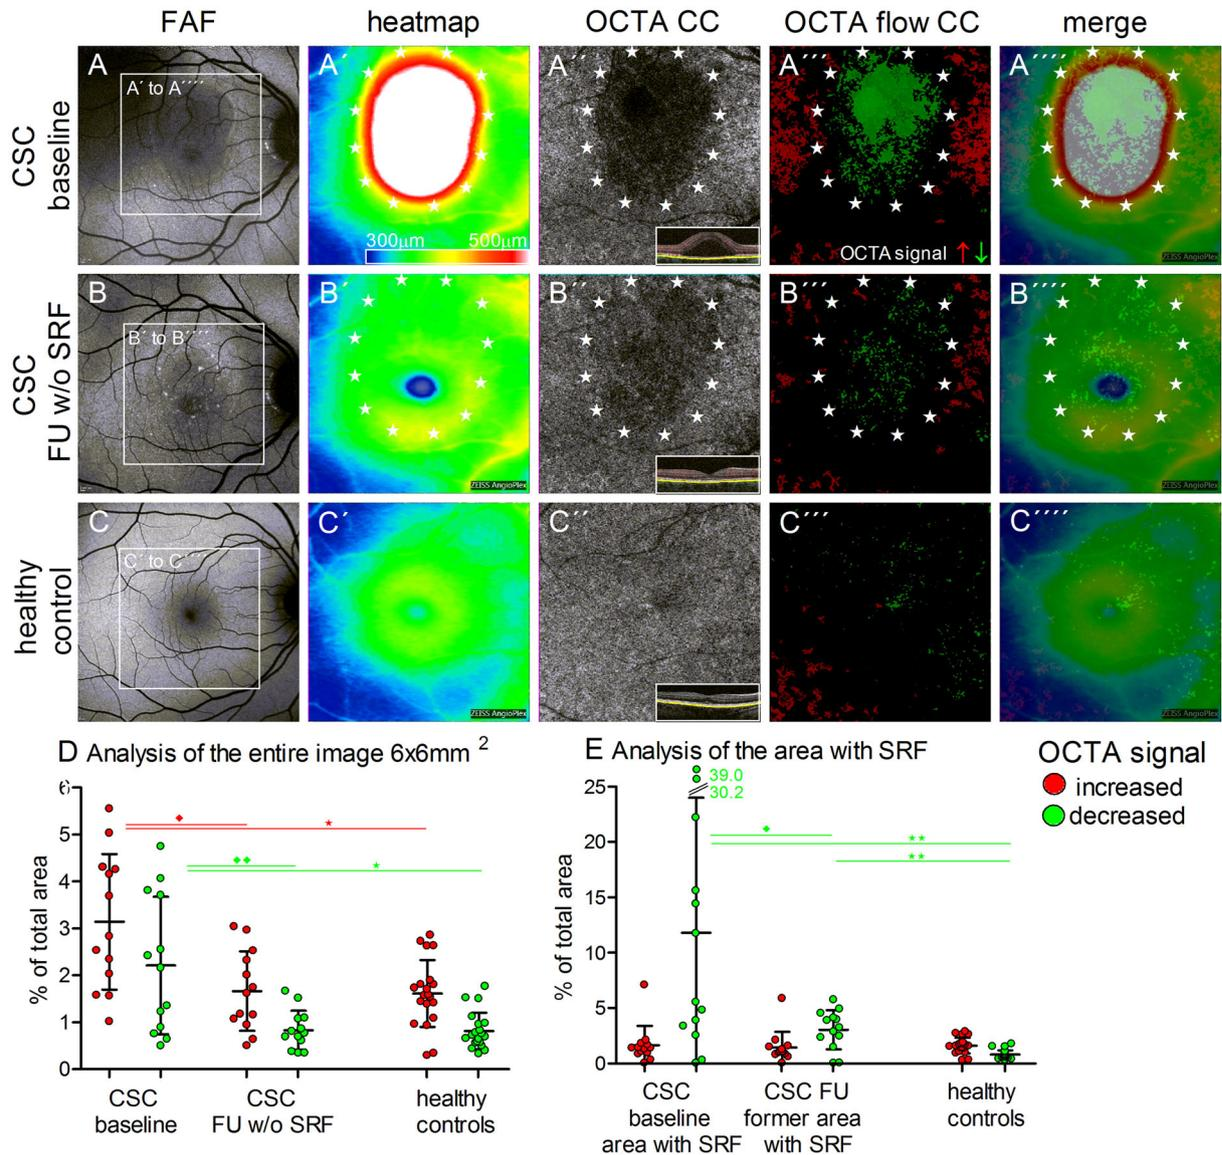 FAF heatmap OCTA CC OCTA flow CC merge
CSC
baseline
A A´ A´´ A´´´ A´´´´
A´ to A´´´´
300µm 500µm
OCTA signal ↑↓
ZEISS AngioPlex
CSC
FU w/o SRF
B B´ B´´ B´´´ B´´´´
B´ to B´´´´
ZEISS AngioPlex ZEISS AngioPlex
healthy
control
C C´ C´´ C´´´ C´´´´
C´ to C´´´´
ZEISS AngioPlex ZEISS AngioPlex
D Analysis of the entire image 6x6mm 2
% of total area
6
5
4
3
2
1
0
CSC
baseline
CSC
FU w/o SRF
healthy
controls
E Analysis of the area with SRF
39.0
30.2
% of total area
25
20
15
10
5
0
CSC
baseline
area with SRF
CSC FU
former area
with SRF
healthy
controls
OCTA signal
increased
decreased